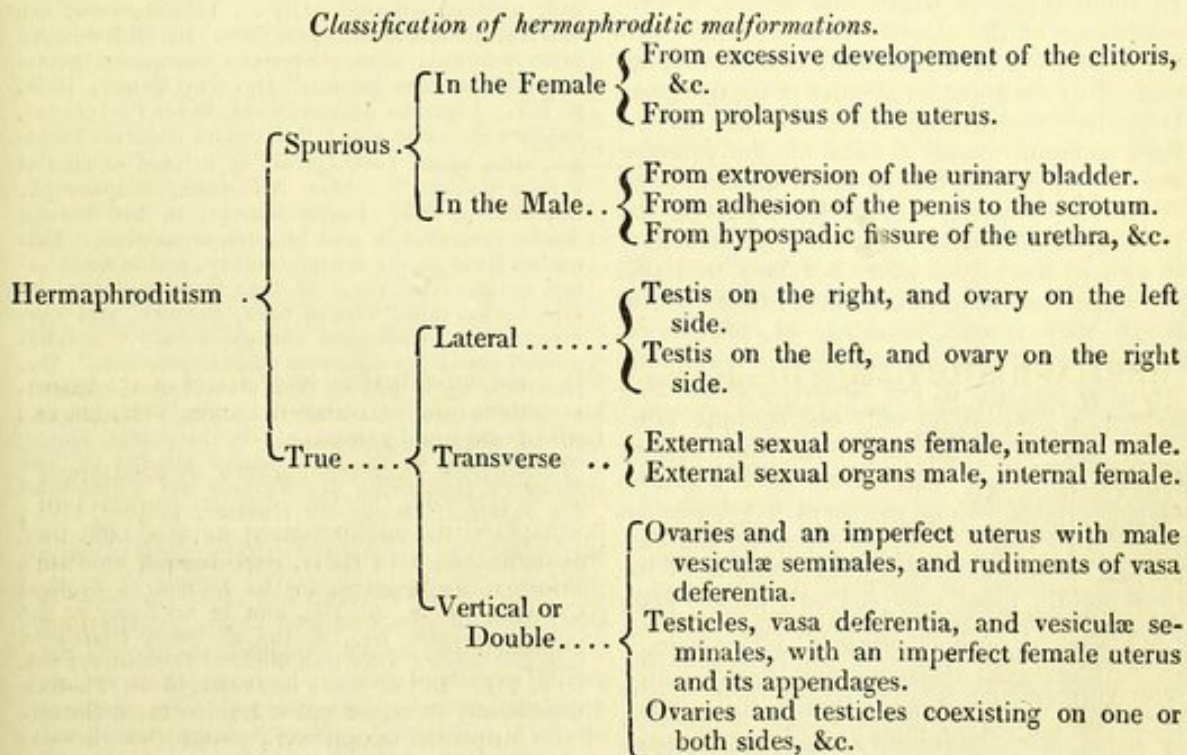 Classification of hermaphroditic malformations.
Hermaphroditism .
Spurious .
In the Female
From excessive developement of the clitoris,
&c.
From prolapsus of the uterus.
In the Male..
From extroversion of the urinary bladder.
From adhesion of the penis to the scrotum.
From hypospadic fissure of the urethra, &c.
True ....
Lateral ......
Testis on the right, and ovary on the left
side.
Testis on the left, and ovary on the right
side.
Transverse ..
External sexual organs female, internal male.
External sexual organs male, internal female.
Vertical or
Double....
Ovaries and an imperfect uterus with male
vesiculæ seminales, and rudiments of vasa
deferentia.
Testicles, vasa deferentia, and vesiculæ se-
minales, with an imperfect female uterus
and its appendages.
Ovaries and testicles coexisting on one or
both sides, &c.